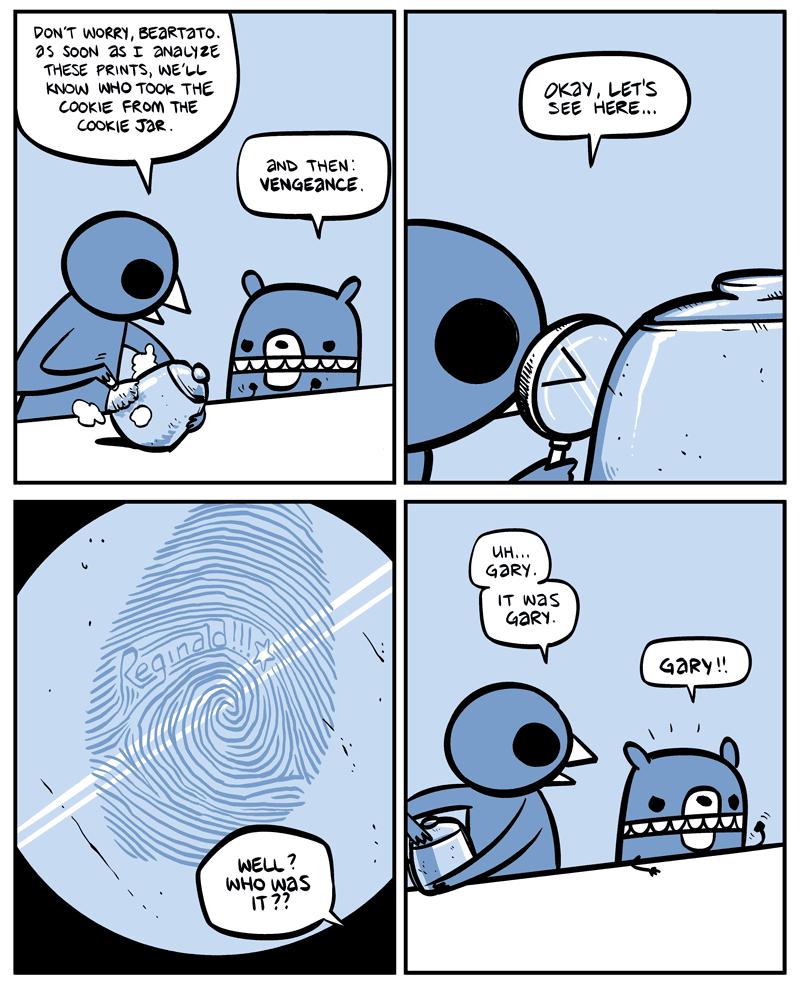 DON'T WORRY, BEARTATO.
AS SOON AS I ANALYZE
THESE PRINTS, WE'LL
KNOW WHO TOOK THE
COOKIE FROM THE
COOKIE JAR.
AND THEN:
VENGEANCE.
OKAY, LET'S
SEE HERE...
Reginald!!!
WELL?
WHO WAS
IT??
UH...
GARY.
IT WAS
GARY.
GARY!!